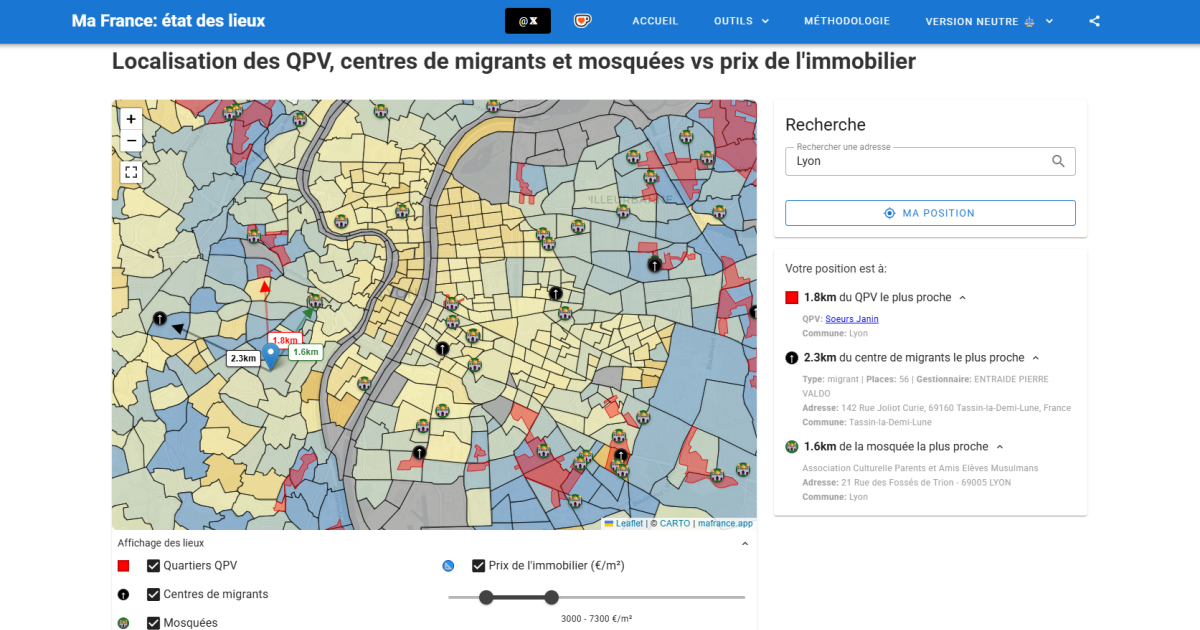 Ma France: état des lieux
@X
ACCUEIL
OUTILS
MÉTHODOLOGIE
VERSION NEUTRE
Localisation des QPV, centres de migrants et mosquées vs prix de l'immobilier
+
−
1.8km
1.6km
2.3km
Leaflet | © CARTO | mafrance.app
Recherche
Rechercher une adresse
Lyon
MA POSITION
Votre position est à:
1.8km du QPV le plus proche
QPV: Soeurs Janin
Commune: Lyon
2.3km du centre de migrants le plus proche
Type: migrant | Places: 56 | Gestionnaire: ENTRAIDE PIERRE
VALDO
Adresse: 142 Rue Joliot Curie, 69160 Tassin-la-Demi-Lune, France
Commune: Tassin-la-Demi-Lune
1.6km de la mosquée la plus proche
Association Culturelle Parents et Amis Elèves Musulmans
Adresse: 21 Rue des Fossés de Trion - 69005 LYON
Commune: Lyon
Affichage des lieux
Quartiers QPV
Centres de migrants
Mosquées
Prix de l'immobilier (€/m²)
3000 - 7300 €/m²